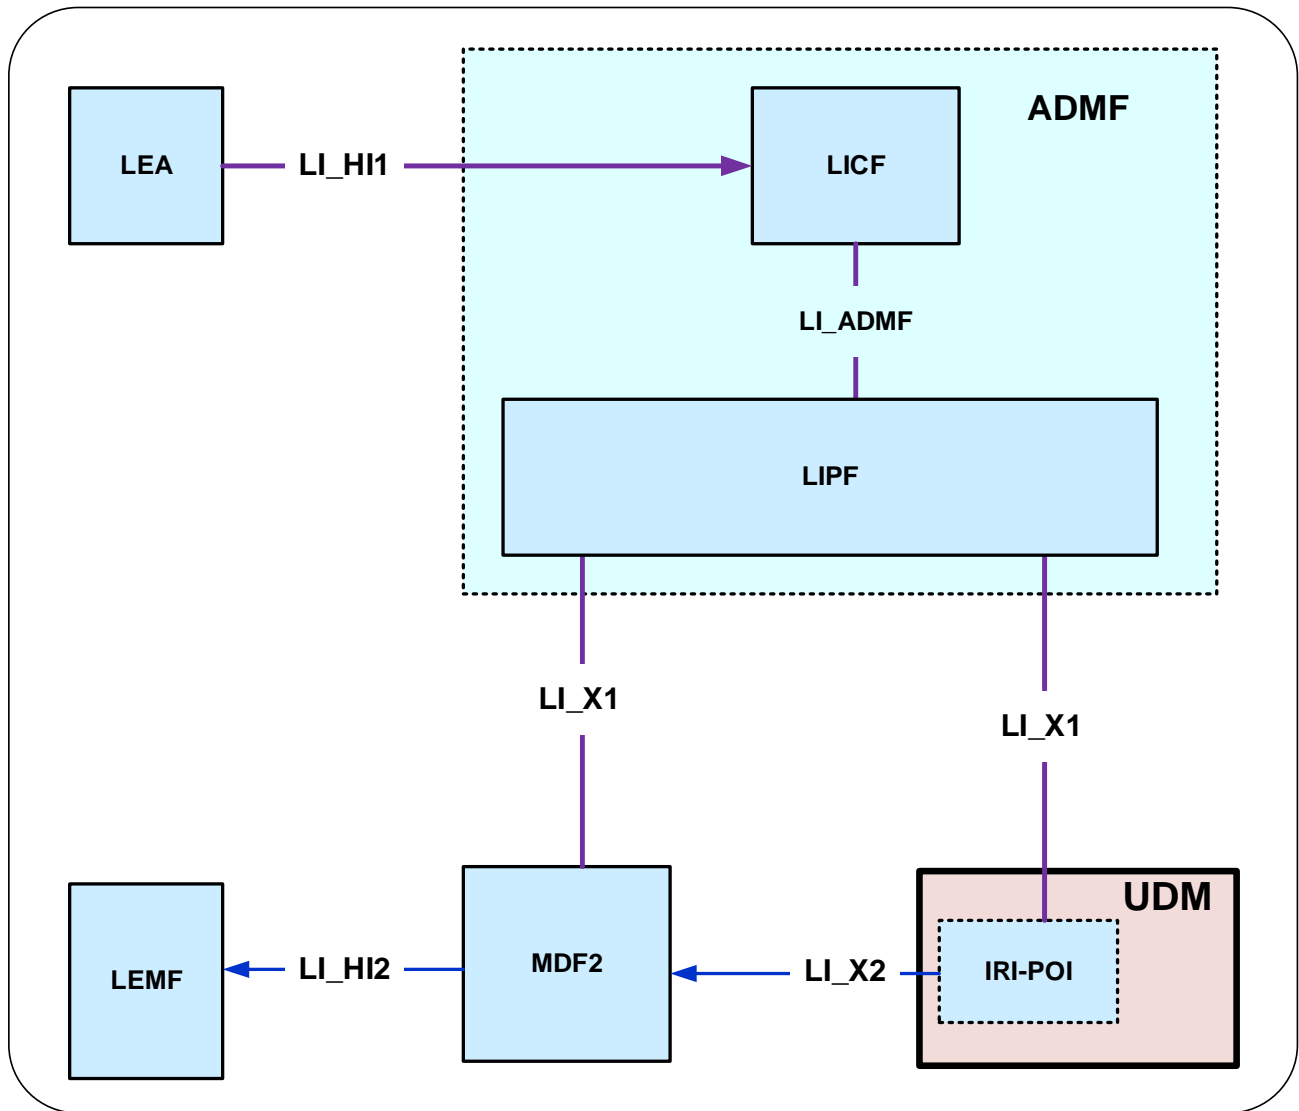 ADMF
LEA
LI_HI1
LICF
LI_ADMF
LIPF
LI_X1
LI_X1
UDM
LEMF
LI_HI2
MDF2
LI_X2
IRI-POI